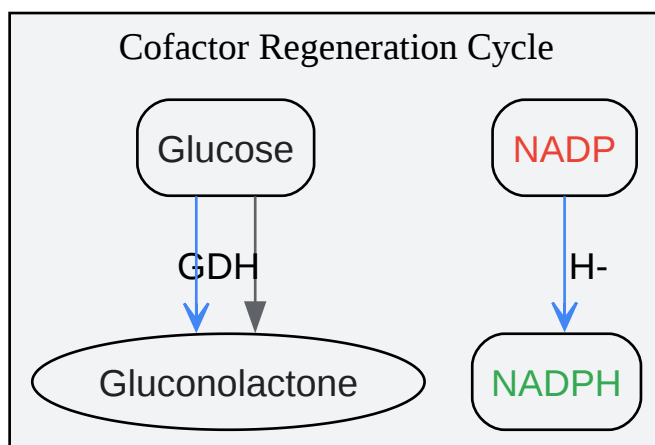 Cofactor Regeneration Cycle
Glucose
NADP
GDH
H-
Gluconolactone
NADPH